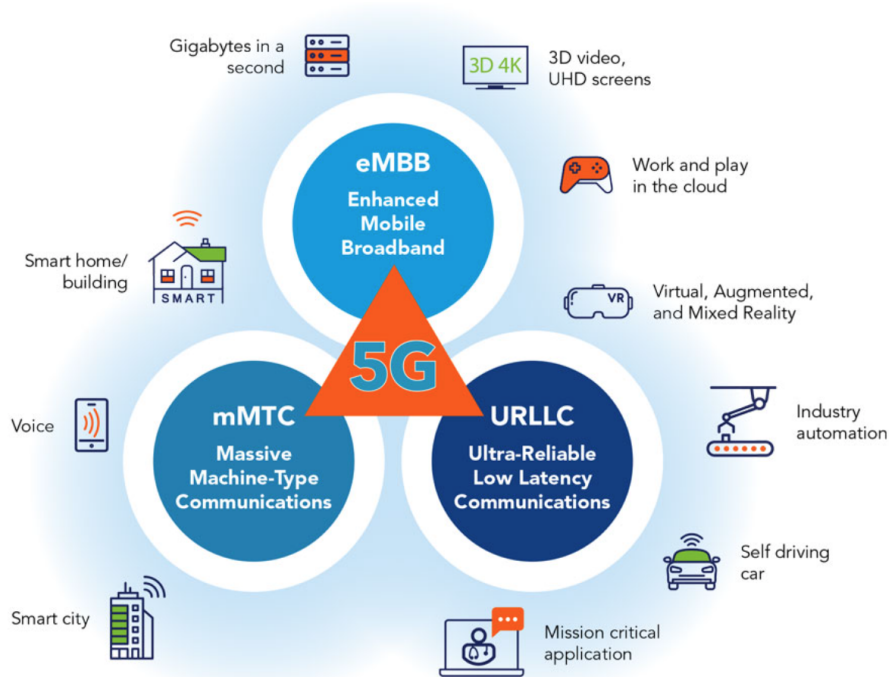 Gigabytes in a
second
3D 4K
3D video,
UHD screens
eMBB
Enhanced
Mobile
Broadband
Work and play
in the cloud
Smart home/
building
SMART
VR
Virtual, Augmented,
and Mixed Reality
5G
Voice
mMTC
Massive
Machine-Type
Communications
URLLC
Ultra-Reliable
Low Latency
Communications
Industry
automation
Self driving
car
Smart city
Mission critical
application